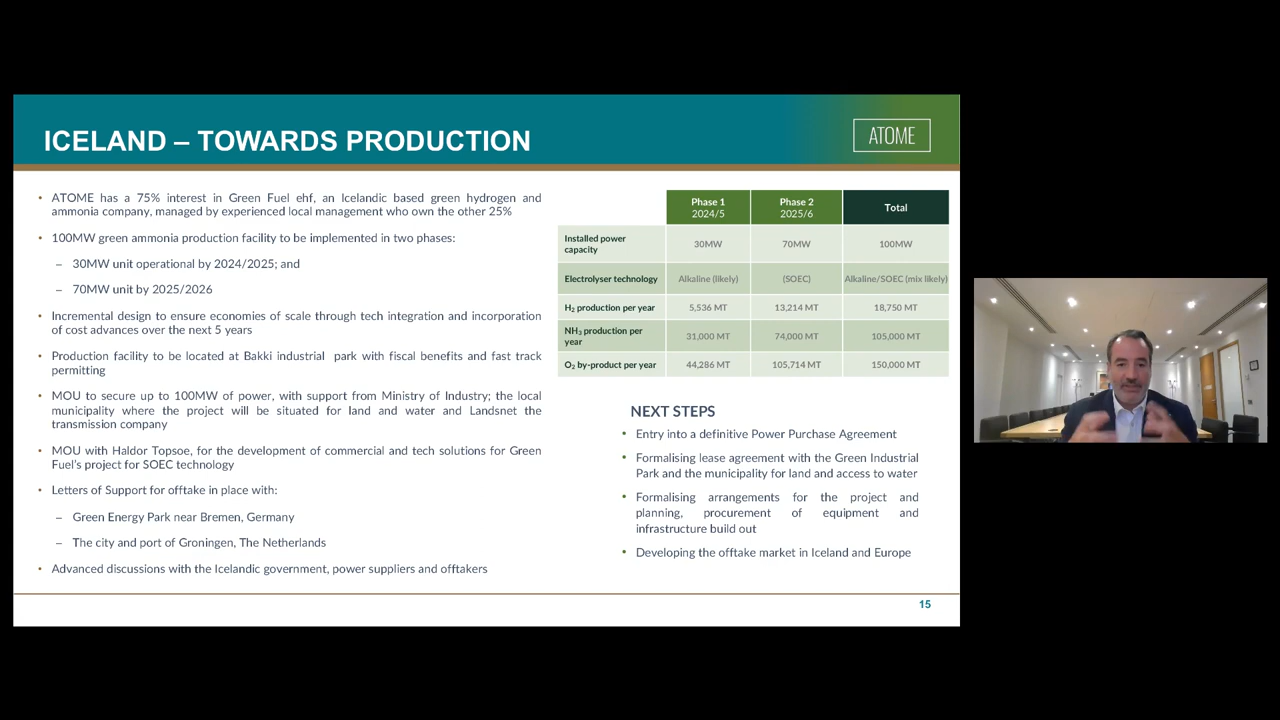 ICELAND – TOWARDS PRODUCTION
ATOME
• ATOME has a 75% interest in Green Fuel ehf, an Icelandic based green hydrogen and
ammonia company, managed by experienced local management who own the other 25%
• 100MW green ammonia production facility to be implemented in two phases:
– 30MW unit operational by 2024/2025; and
– 70MW unit by 2025/2026
• Incremental design to ensure economies of scale through tech integration and incorporation
of cost advances over the next 5 years
• Production facility to be located at Bakki industrial park with fiscal benefits and fast track
permitting
• MOU to secure up to 100MW of power, with support from Ministry of Industry; the local
municipality where the project will be situated for land and water and Landsnet the
transmission company
• MOU with Haldor Topsoe, for the development of commercial and tech solutions for Green
Fuel's project for SOEC technology
• Letters of Support for offtake in place with:
– Green Energy Park near Bremen, Germany
– The city and port of Groningen, The Netherlands
• Advanced discussions with the Icelandic government, power suppliers and offtakers
Phase 1 Phase 2 Total
2024/5 2025/6
Installed power
capacity 30MW 70MW 100MW
Electrolyser technology Alkaline (likely) (SOEC) Alkaline/SOEC (mix likely)
H₂ production per year 5,536 MT 13,214 MT 18,750 MT
NH₃ production per
year 31,000 MT 74,000 MT 105,000 MT
O₂ by-product per year 44,286 MT 105,714 MT 150,000 MT
NEXT STEPS
• Entry into a definitive Power Purchase Agreement
• Formalising lease agreement with the Green Industrial
Park and the municipality for land and access to water
• Formalising arrangements for the project and
planning, procurement of equipment and
infrastructure build out
• Developing the offtake market in Iceland and Europe
15